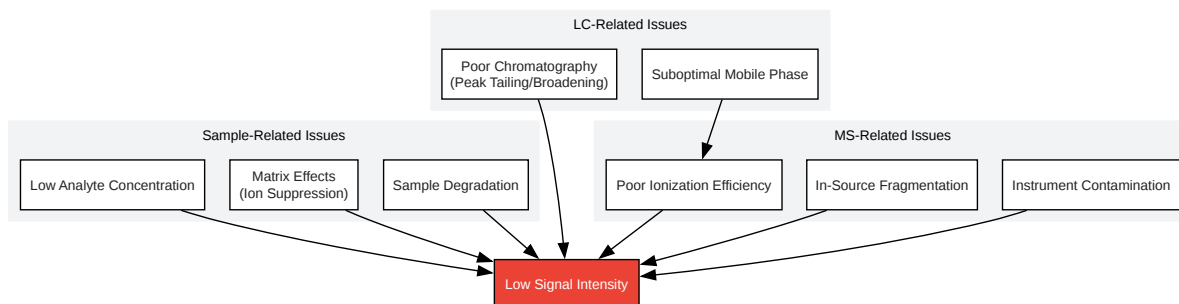 LC-Related Issues
Poor Chromatography
(Peak Tailing/Broadening)
Suboptimal Mobile Phase
Sample-Related Issues
Low Analyte Concentration
Matrix Effects
(Ion Suppression)
Sample Degradation
MS-Related Issues
Poor Ionization Efficiency
In-Source Fragmentation
Instrument Contamination
Low Signal Intensity